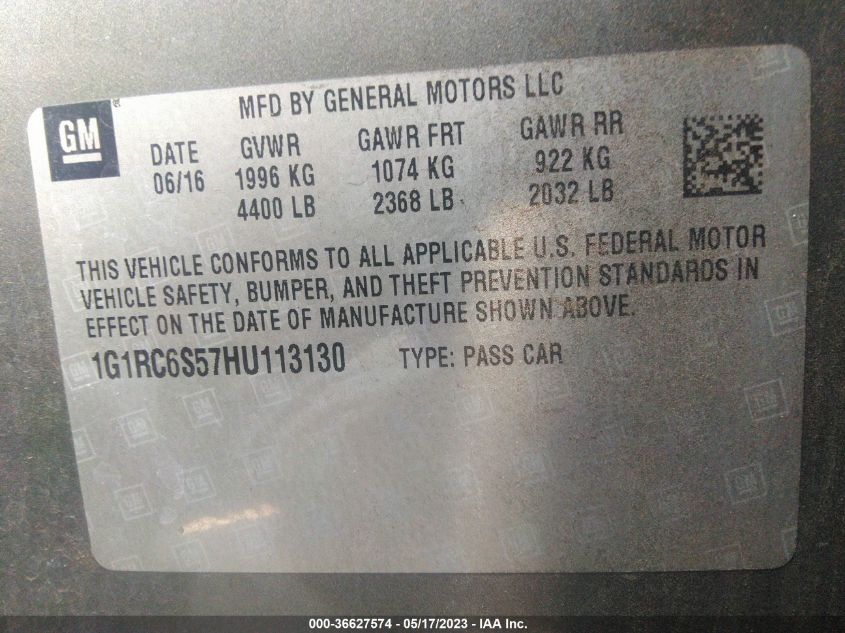 MFD BY GENERAL MOTORS LLC
GM
DATE GVWR GAWR FRT GAWR RR
06/16 1996 KG 1074 KG 922 KG
4400 LB 2368 LB 2032 LB
THIS VEHICLE CONFORMS TO ALL APPLICABLE U.S. FEDERAL MOTOR
VEHICLE SAFETY, BUMPER, AND THEFT PREVENTION STANDARDS IN
EFFECT ON THE DATE OF MANUFACTURE SHOWN ABOVE.
1G1RC6S57HU113130 TYPE: PASS CAR
000-36627574 - 05/17/2023 - IAA Inc.